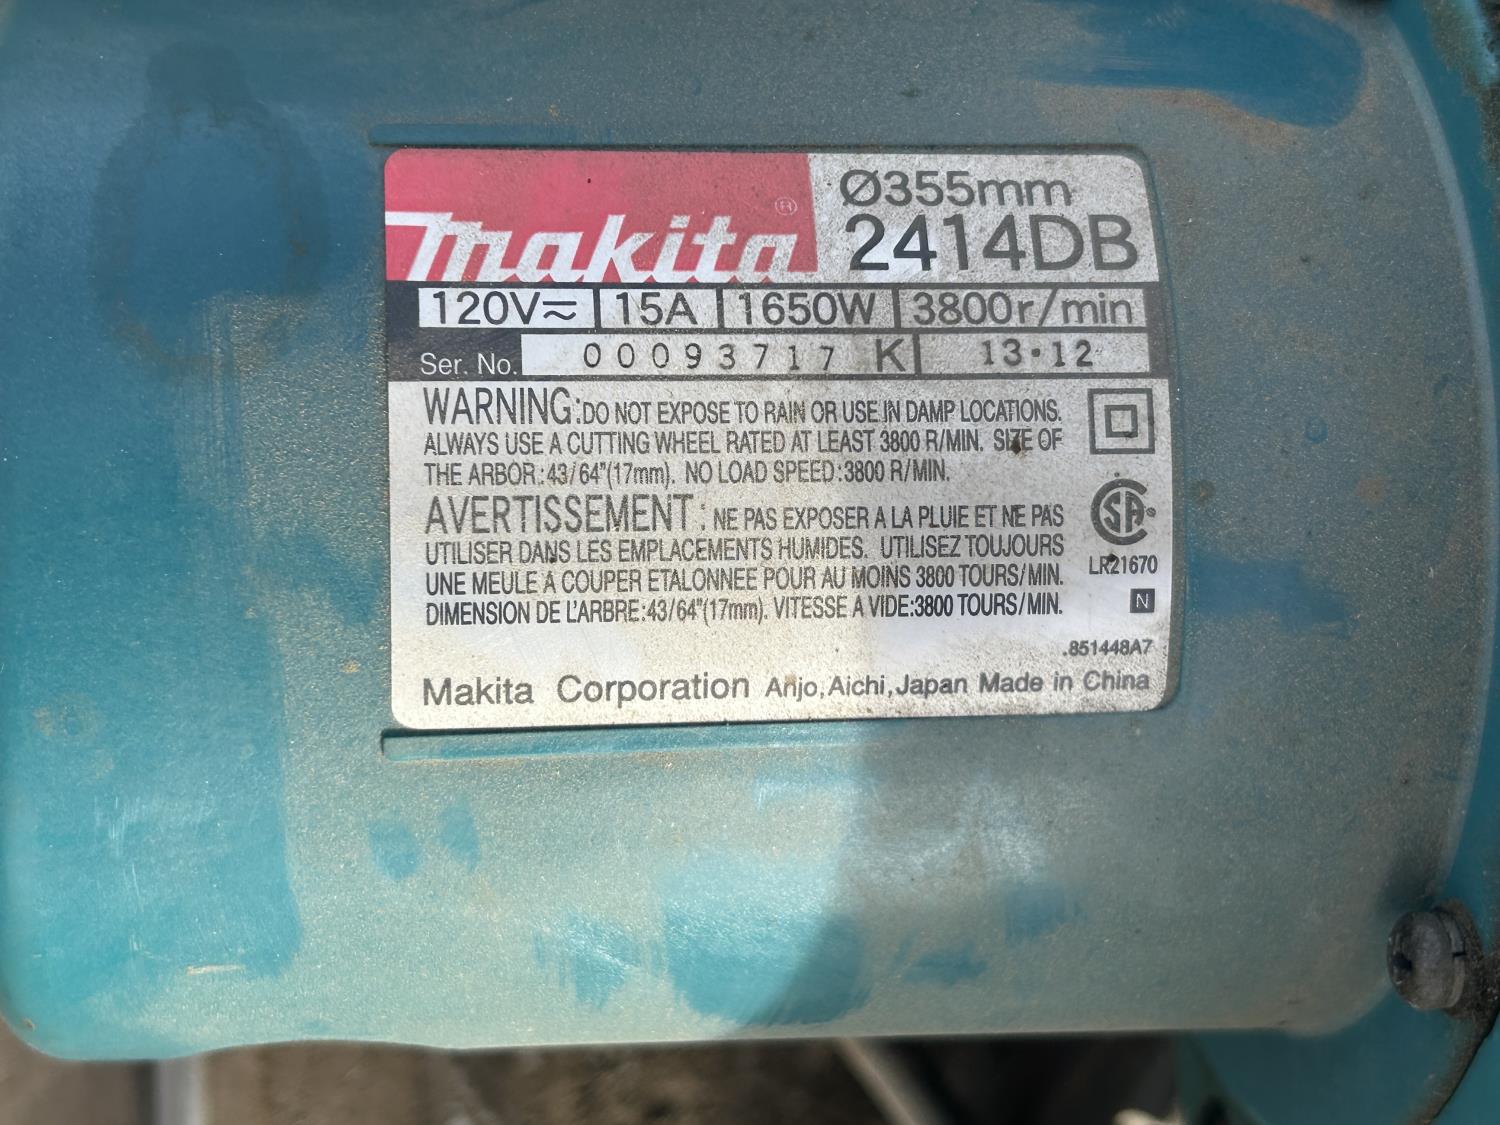 makita ®
Ø355mm
2414DB
120V⎓ 15A 1650W 3800r/min
Ser. No. 00093717 K 13•12
WARNING:DO NOT EXPOSE TO RAIN OR USE IN DAMP LOCATIONS.
ALWAYS USE A CUTTING WHEEL RATED AT LEAST 3800 R/MIN. SIZE OF
THE ARBOR:43/64"(17mm). NO LOAD SPEED:3800 R/MIN.
AVERTISSEMENT : NE PAS EXPOSER A LA PLUIE ET NE PAS
UTILISER DANS LES EMPLACEMENTS HUMIDES. UTILISEZ TOUJOURS
UNE MEULE A COUPER ETALONNEE POUR AU MOINS 3800 TOURS/MIN.
DIMENSION DE L'ARBRE:43/64"(17mm). VITESSE A VIDE:3800 TOURS/MIN.
CSA®
LR21670
N
.851448A7
Makita Corporation Anjo,Aichi,Japan Made in China